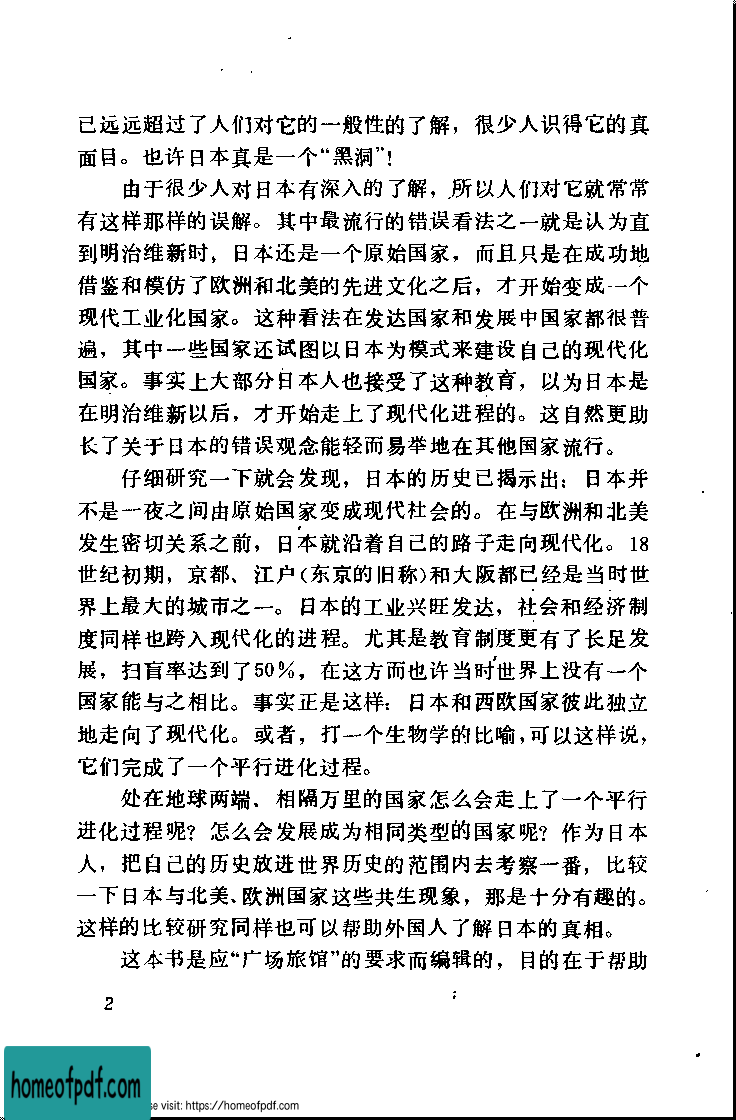 已远远超过了人们对它的一般性的了解，很少人识得它的真
面目。也许日本真是一个“黑洞”！
由于很少人对日本有深入的了解，所以人们对它就常常
有这样那样的误解。其中最流行的错误看法之一就是认为直
到明治维新时，日本还是一个原始国家，而且只是在成功地
借鉴和模仿了欧洲和北美的先进文化之后，才开始变成一个
现代工业化国家。这种看法在发达国家和发展中国家都很普
遍，其中一些国家还试图以日本为模式来建设自己的现代化
国家。事实上大部分日本人也接受了这种教育，以为日本是
在明治维新以后，才开始走上了现代化进程的。这自然更助
长了关于日本的错误观念能轻而易举地在其他国家流行。
仔细研究一下就会发现，日本的历史已揭示出：日本并
不是一夜之间由原始国家变成现代社会的。在与欧洲和北美
发生密切关系之前，日本就沿着自己的路子走向现代化。18
世纪初期，京都、江户(东京的旧称)和大阪都已经是当时世
界上最大的城市之一。日本的工业兴旺发达，社会和经济制
度同样也跨入现代化的进程。尤其是教育制度更有了长足发
展，扫盲率达到了50%，在这方而也许当时世界上没有一个
国家能与之相比。事实正是这样：日本和西欧国家彼此独立
地走向了现代化。或者，打一个生物学的比喻，可以这样说，
它们完成了一个平行进化过程。
处在地球两端、相隔万里的国家怎么会走上了一个平行
进化过程呢？怎么会发展成为相同类型的国家呢？作为日本
人，把自己的历史放进世界历史的范围内去考察一番，比较
一下日本与北美、欧洲国家这些共生现象，那是十分有趣的。
这样的比较研究同样也可以帮助外国人了解日本的真相。
这本书是应“广场旅馆”的要求而编辑的，目的在于帮助
2
homeofpdf.com
se visit: https://homeofpdf.com